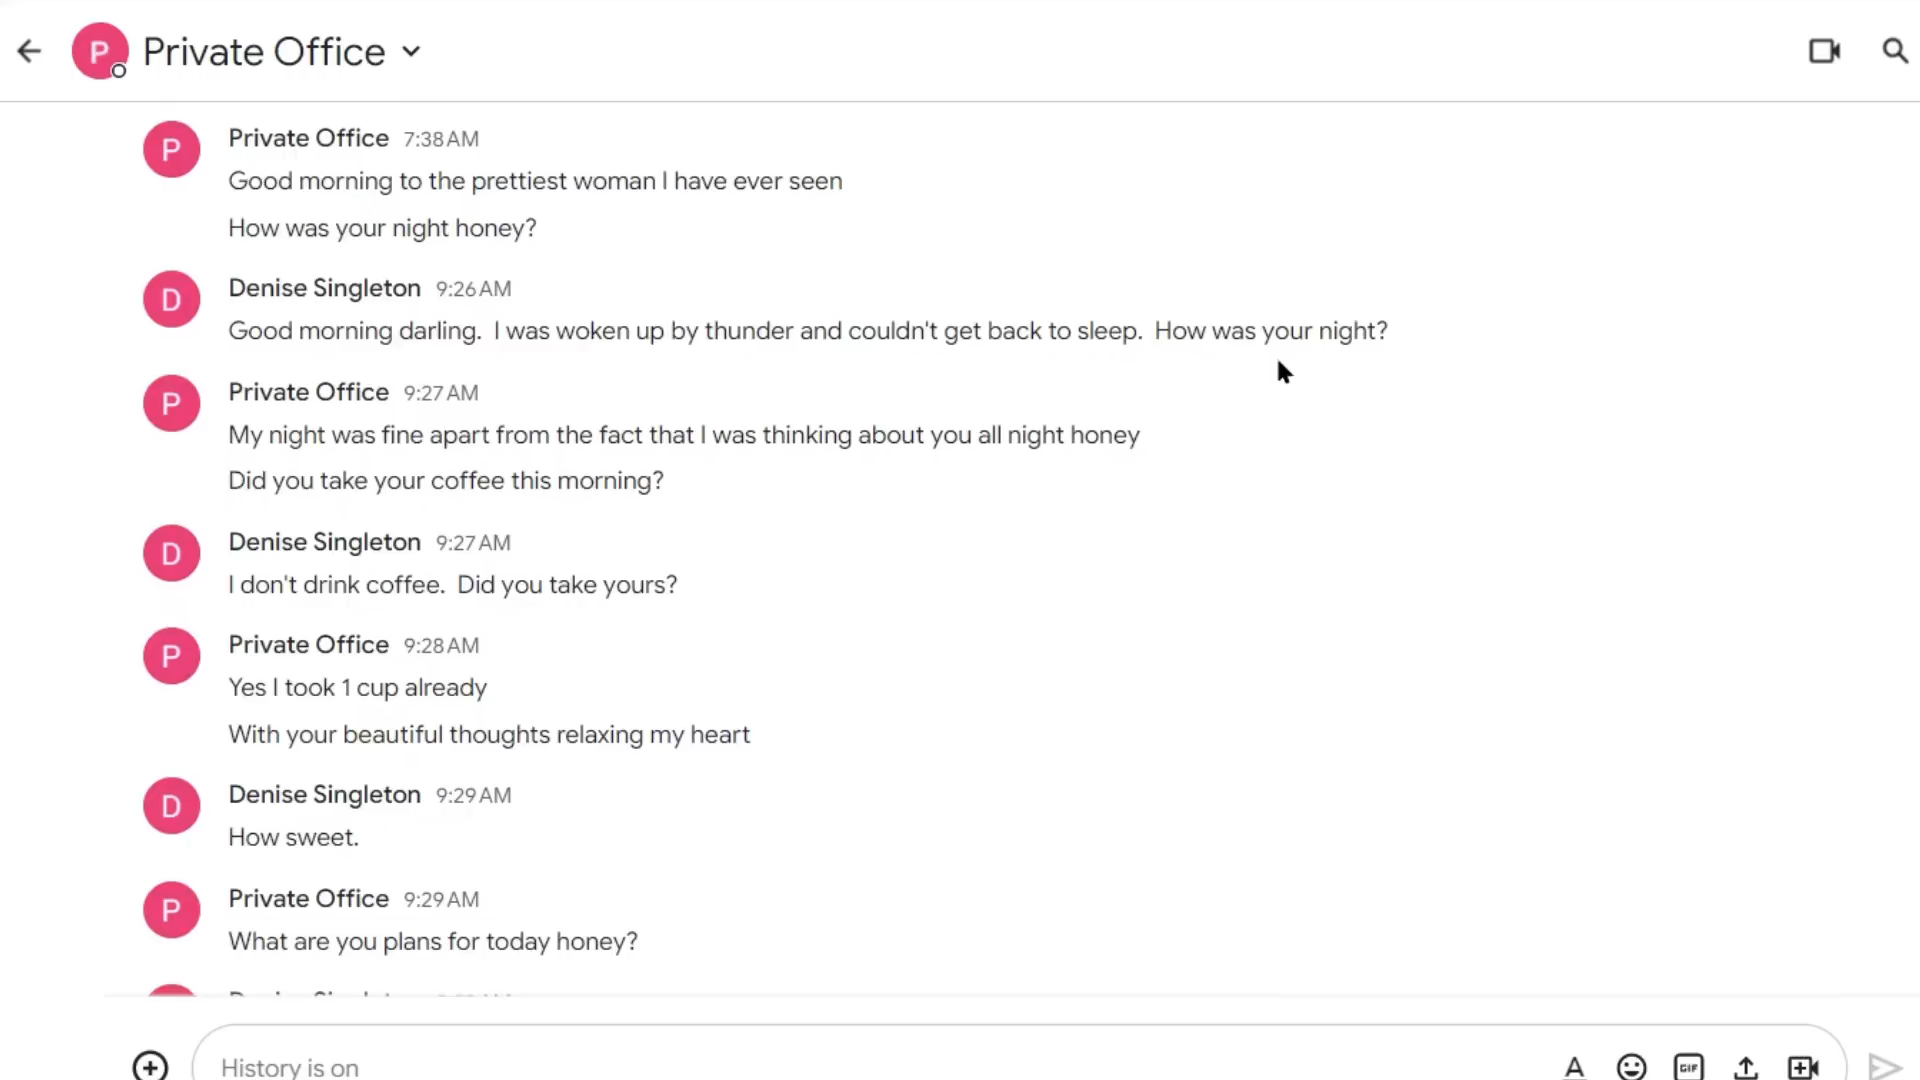 P Private Office
P Private Office 7:38 AM
Good morning to the prettiest woman I have ever seen
How was your night honey?
D Denise Singleton 9:26 AM
Good morning darling.  I was woken up by thunder and couldn't get back to sleep.  How was your night?
P Private Office 9:27 AM
My night was fine apart from the fact that I was thinking about you all night honey
Did you take your coffee this morning?
D Denise Singleton 9:27 AM
I don't drink coffee.  Did you take yours?
P Private Office 9:28 AM
Yes I took 1 cup already
With your beautiful thoughts relaxing my heart
D Denise Singleton 9:29 AM
How sweet.
P Private Office 9:29 AM
What are you plans for today honey?
History is on
A GIF